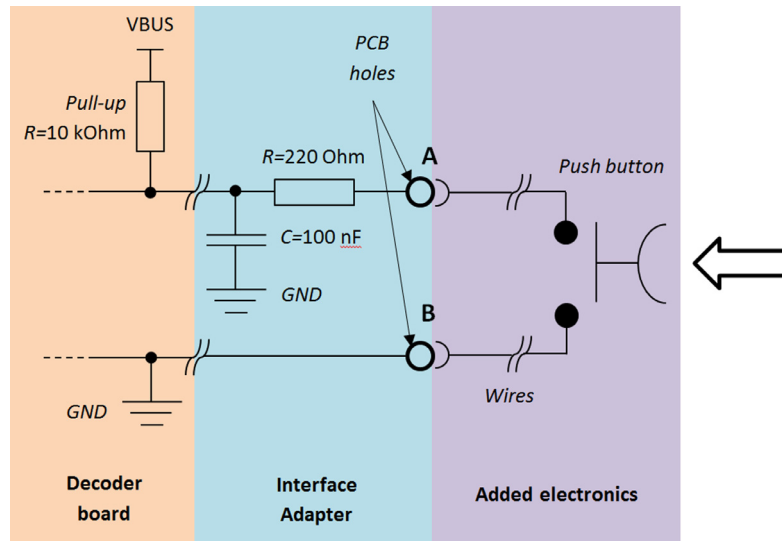 VBUS
Pull-up
R=10 kOhm
PCB
holes
R=220 Ohm
A
Push button
C=100 nF
GND
B
GND
Wires
Decoder
board
Interface
Adapter
Added electronics